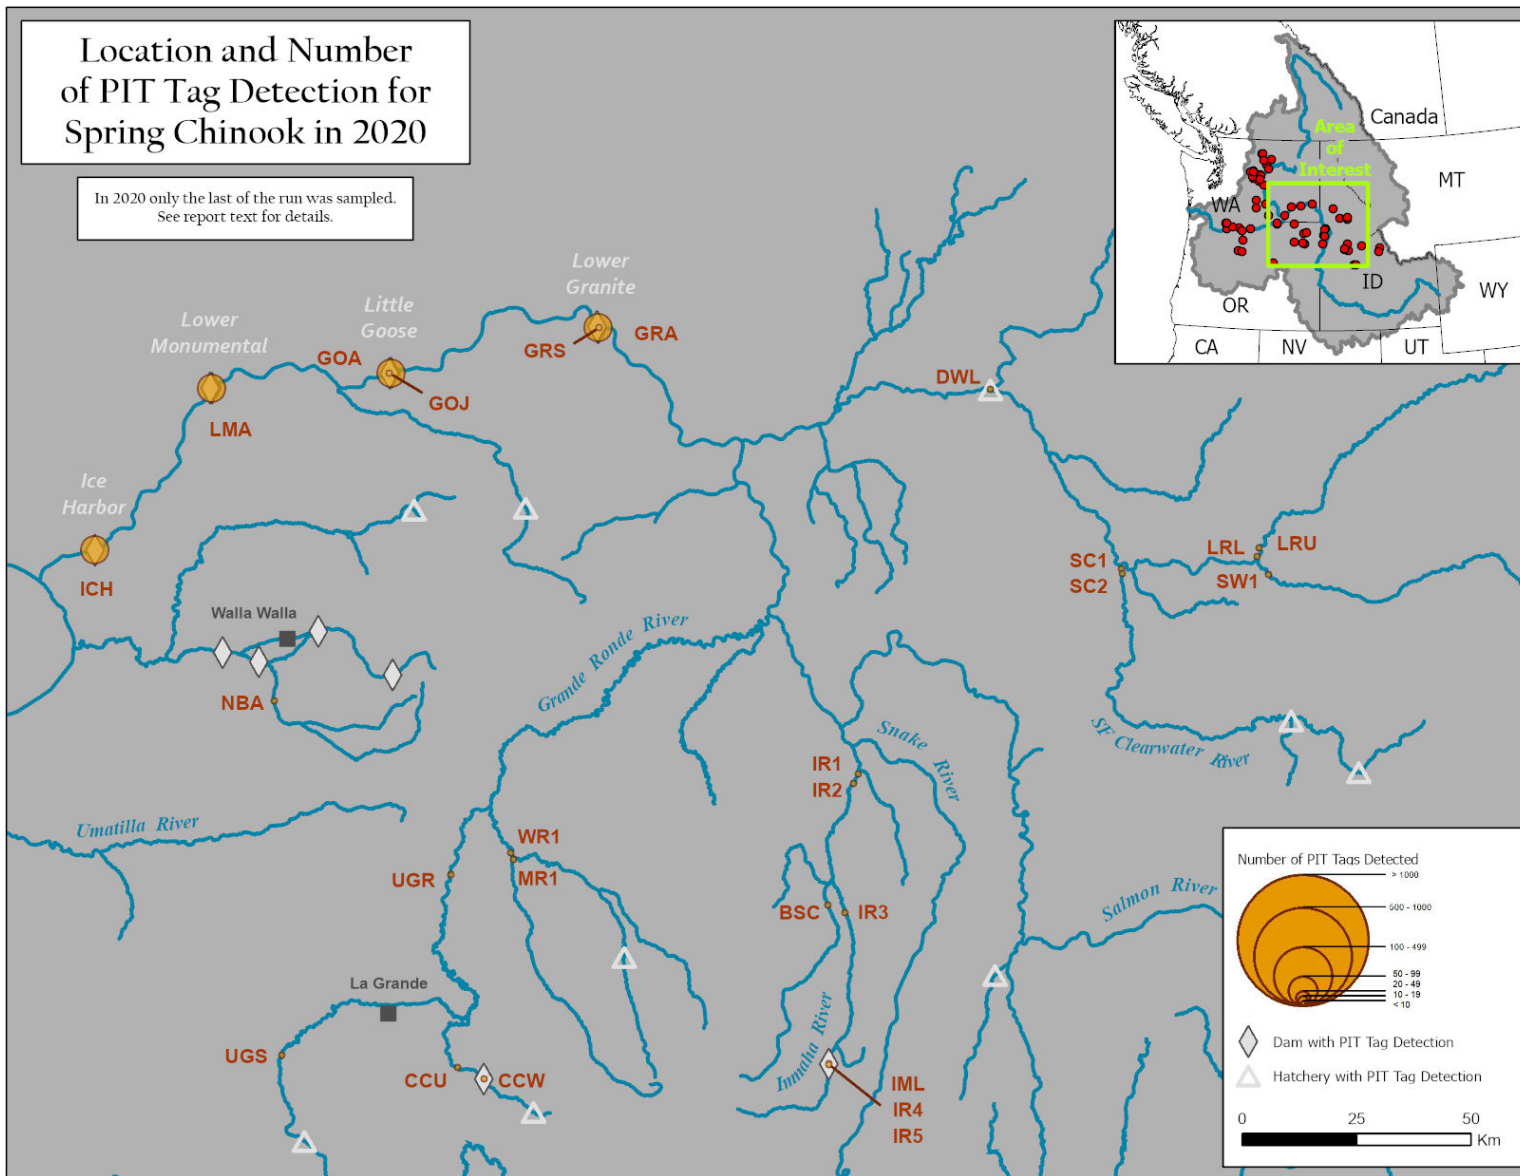 Location and Number
of PIT Tag Detection for
Spring Chinook in 2020
In 2020 only the last of the run was sampled.
See report text for details.
Canada
Area
of
Interest
MT
WA
ID
WY
OR
CA
NV
UT
Lower
Granite
Little
Goose
Lower
Monumental
GOA
GRS
GRA
GOJ
LMA
DWL
Ice
Harbor
ICH
SC1
SC2
LRL
LRU
SW1
Walla Walla
NBA
Grande Ronde River
Snake
River
SF Clearwater River
IR1
IR2
Umatilla River
WR1
MR1
UGR
BSC
IR3
Salmon River
La Grande
UGS
CCU
CCW
Inmaha River
IML
IR4
IR5
Number of PIT Tags Detected
> 1000
500 - 1000
100 - 499
50 - 99
20 - 49
10 - 19
< 10
Dam with PIT Tag Detection
Hatchery with PIT Tag Detection
0 25 50
Km